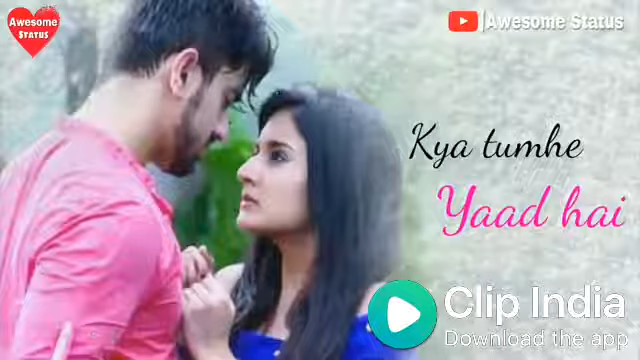 Awesome
Status
|Awesome Status
Kya tumhe
Yaad hai
Clip India
Download the app